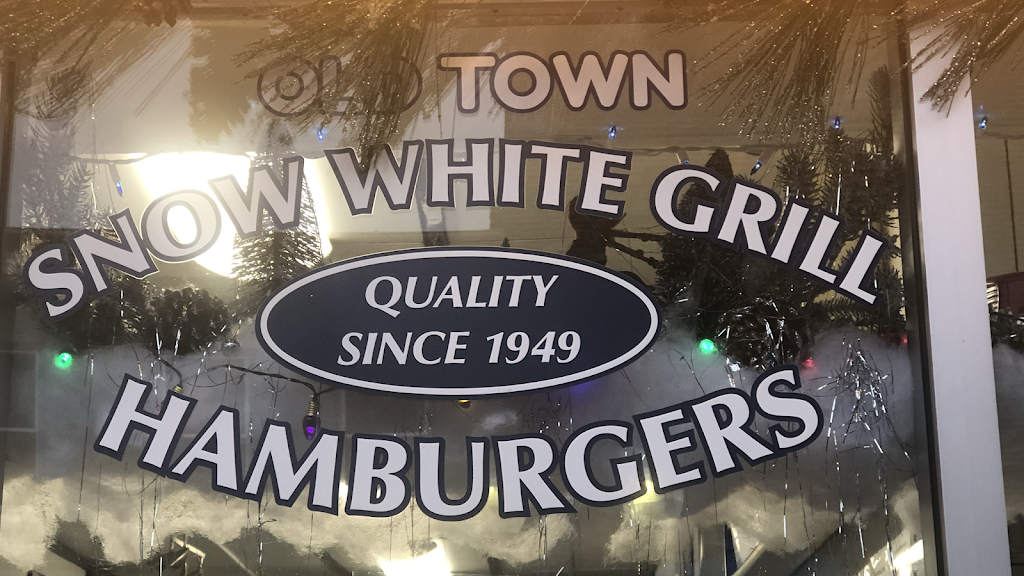 OLD TOWN
SNOW WHITE GRILL
QUALITY
SINCE 1949
HAMBURGERS